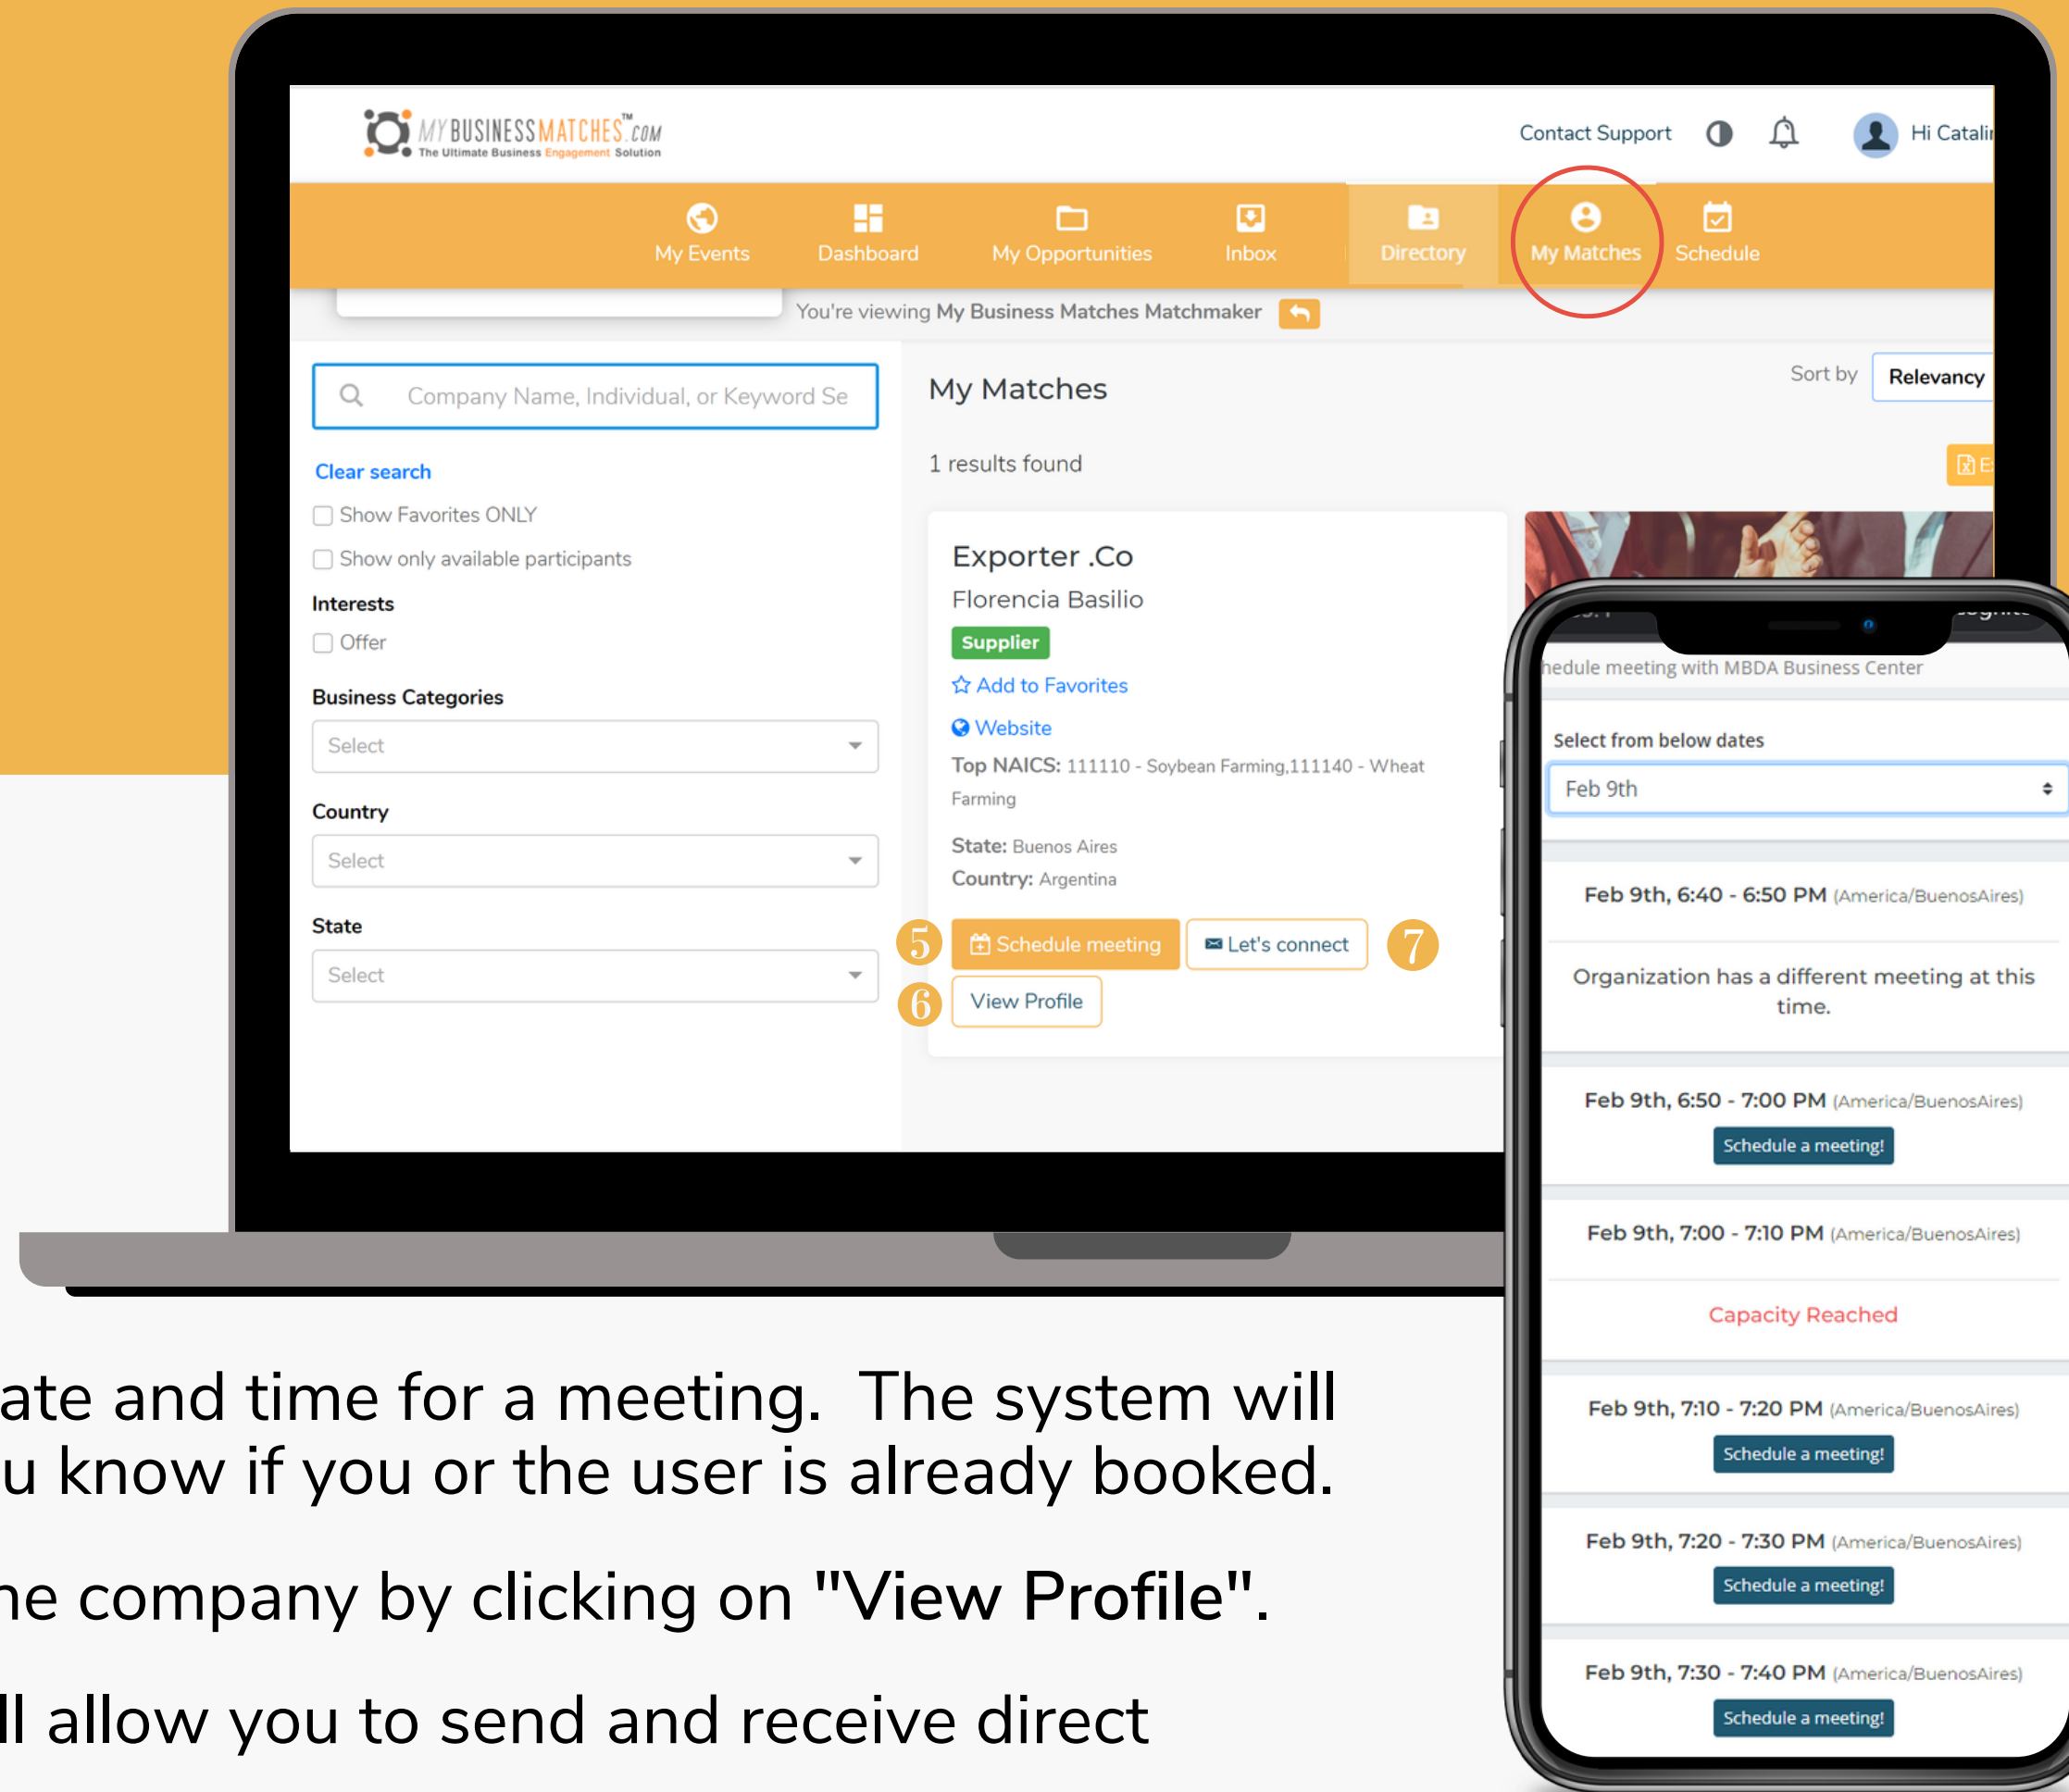 MYBUSINESSMATCHES.COM™
The Ultimate Business Engagement Solution
Contact Support
Hi Catalin
My Events
Dashboard
My Opportunities
Inbox
Directory
My Matches
Schedule
You're viewing My Business Matches Matchmaker
Company Name, Individual, or Keyword Se
Clear search
Show Favorites ONLY
Show only available participants
Interests
Offer
Business Categories
Select
Country
Select
State
Select
My Matches
Sort by
Relevancy
1 results found
E
Exporter .Co
Florencia Basilio
Supplier
Add to Favorites
Website
Top NAICS: 111110 - Soybean Farming,111140 - Wheat
Farming
State: Buenos Aires
Country: Argentina
5
Schedule meeting
Let's connect
7
6
View Profile
hedule meeting with MBDA Business Center
Select from below dates
Feb 9th
Feb 9th, 6:40 - 6:50 PM (America/BuenosAires)
Organization has a different meeting at this
time.
Feb 9th, 6:50 - 7:00 PM (America/BuenosAires)
Schedule a meeting!
Feb 9th, 7:00 - 7:10 PM (America/BuenosAires)
Capacity Reached
Feb 9th, 7:10 - 7:20 PM (America/BuenosAires)
Schedule a meeting!
Feb 9th, 7:20 - 7:30 PM (America/BuenosAires)
Schedule a meeting!
Feb 9th, 7:30 - 7:40 PM (America/BuenosAires)
Schedule a meeting!
ate and time for a meeting. The system will
u know if you or the user is already booked.
he company by clicking on "View Profile".
ll allow you to send and receive direct